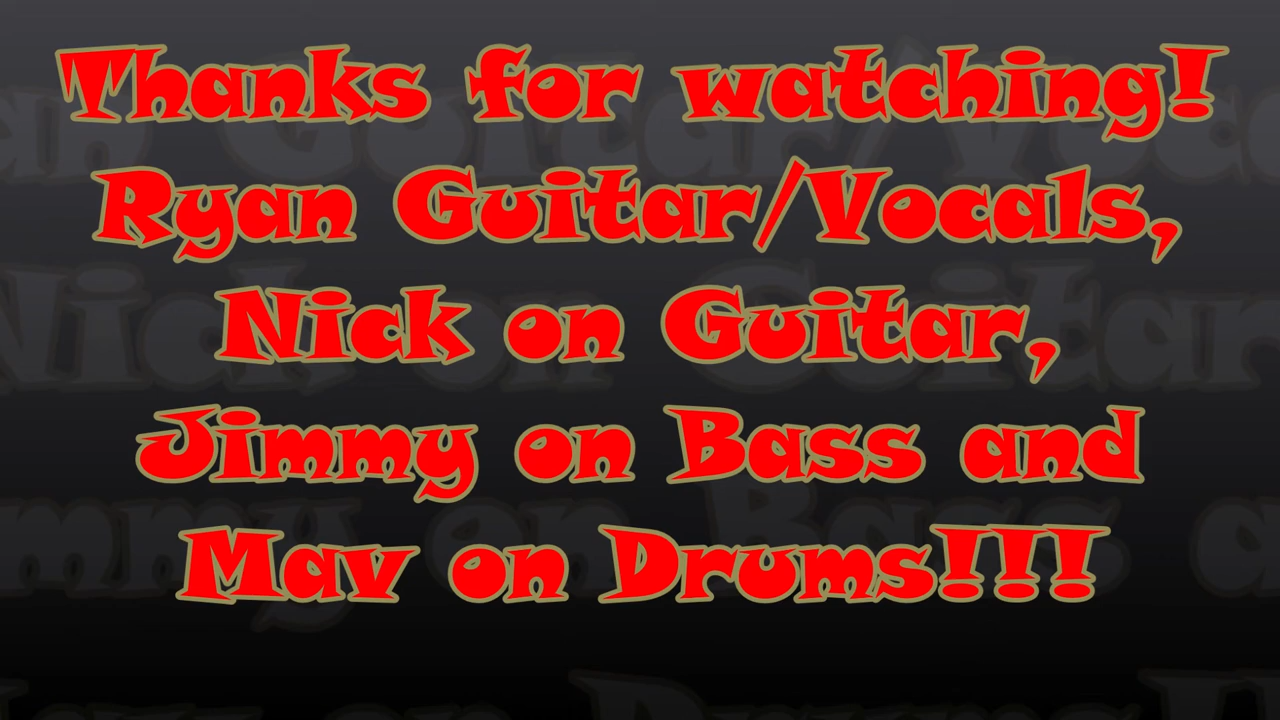 Thanks for watching!
Ryan Guitar/Vocals,
Nick on Guitar,
Jimmy on Bass and
Mav on Drums!!!